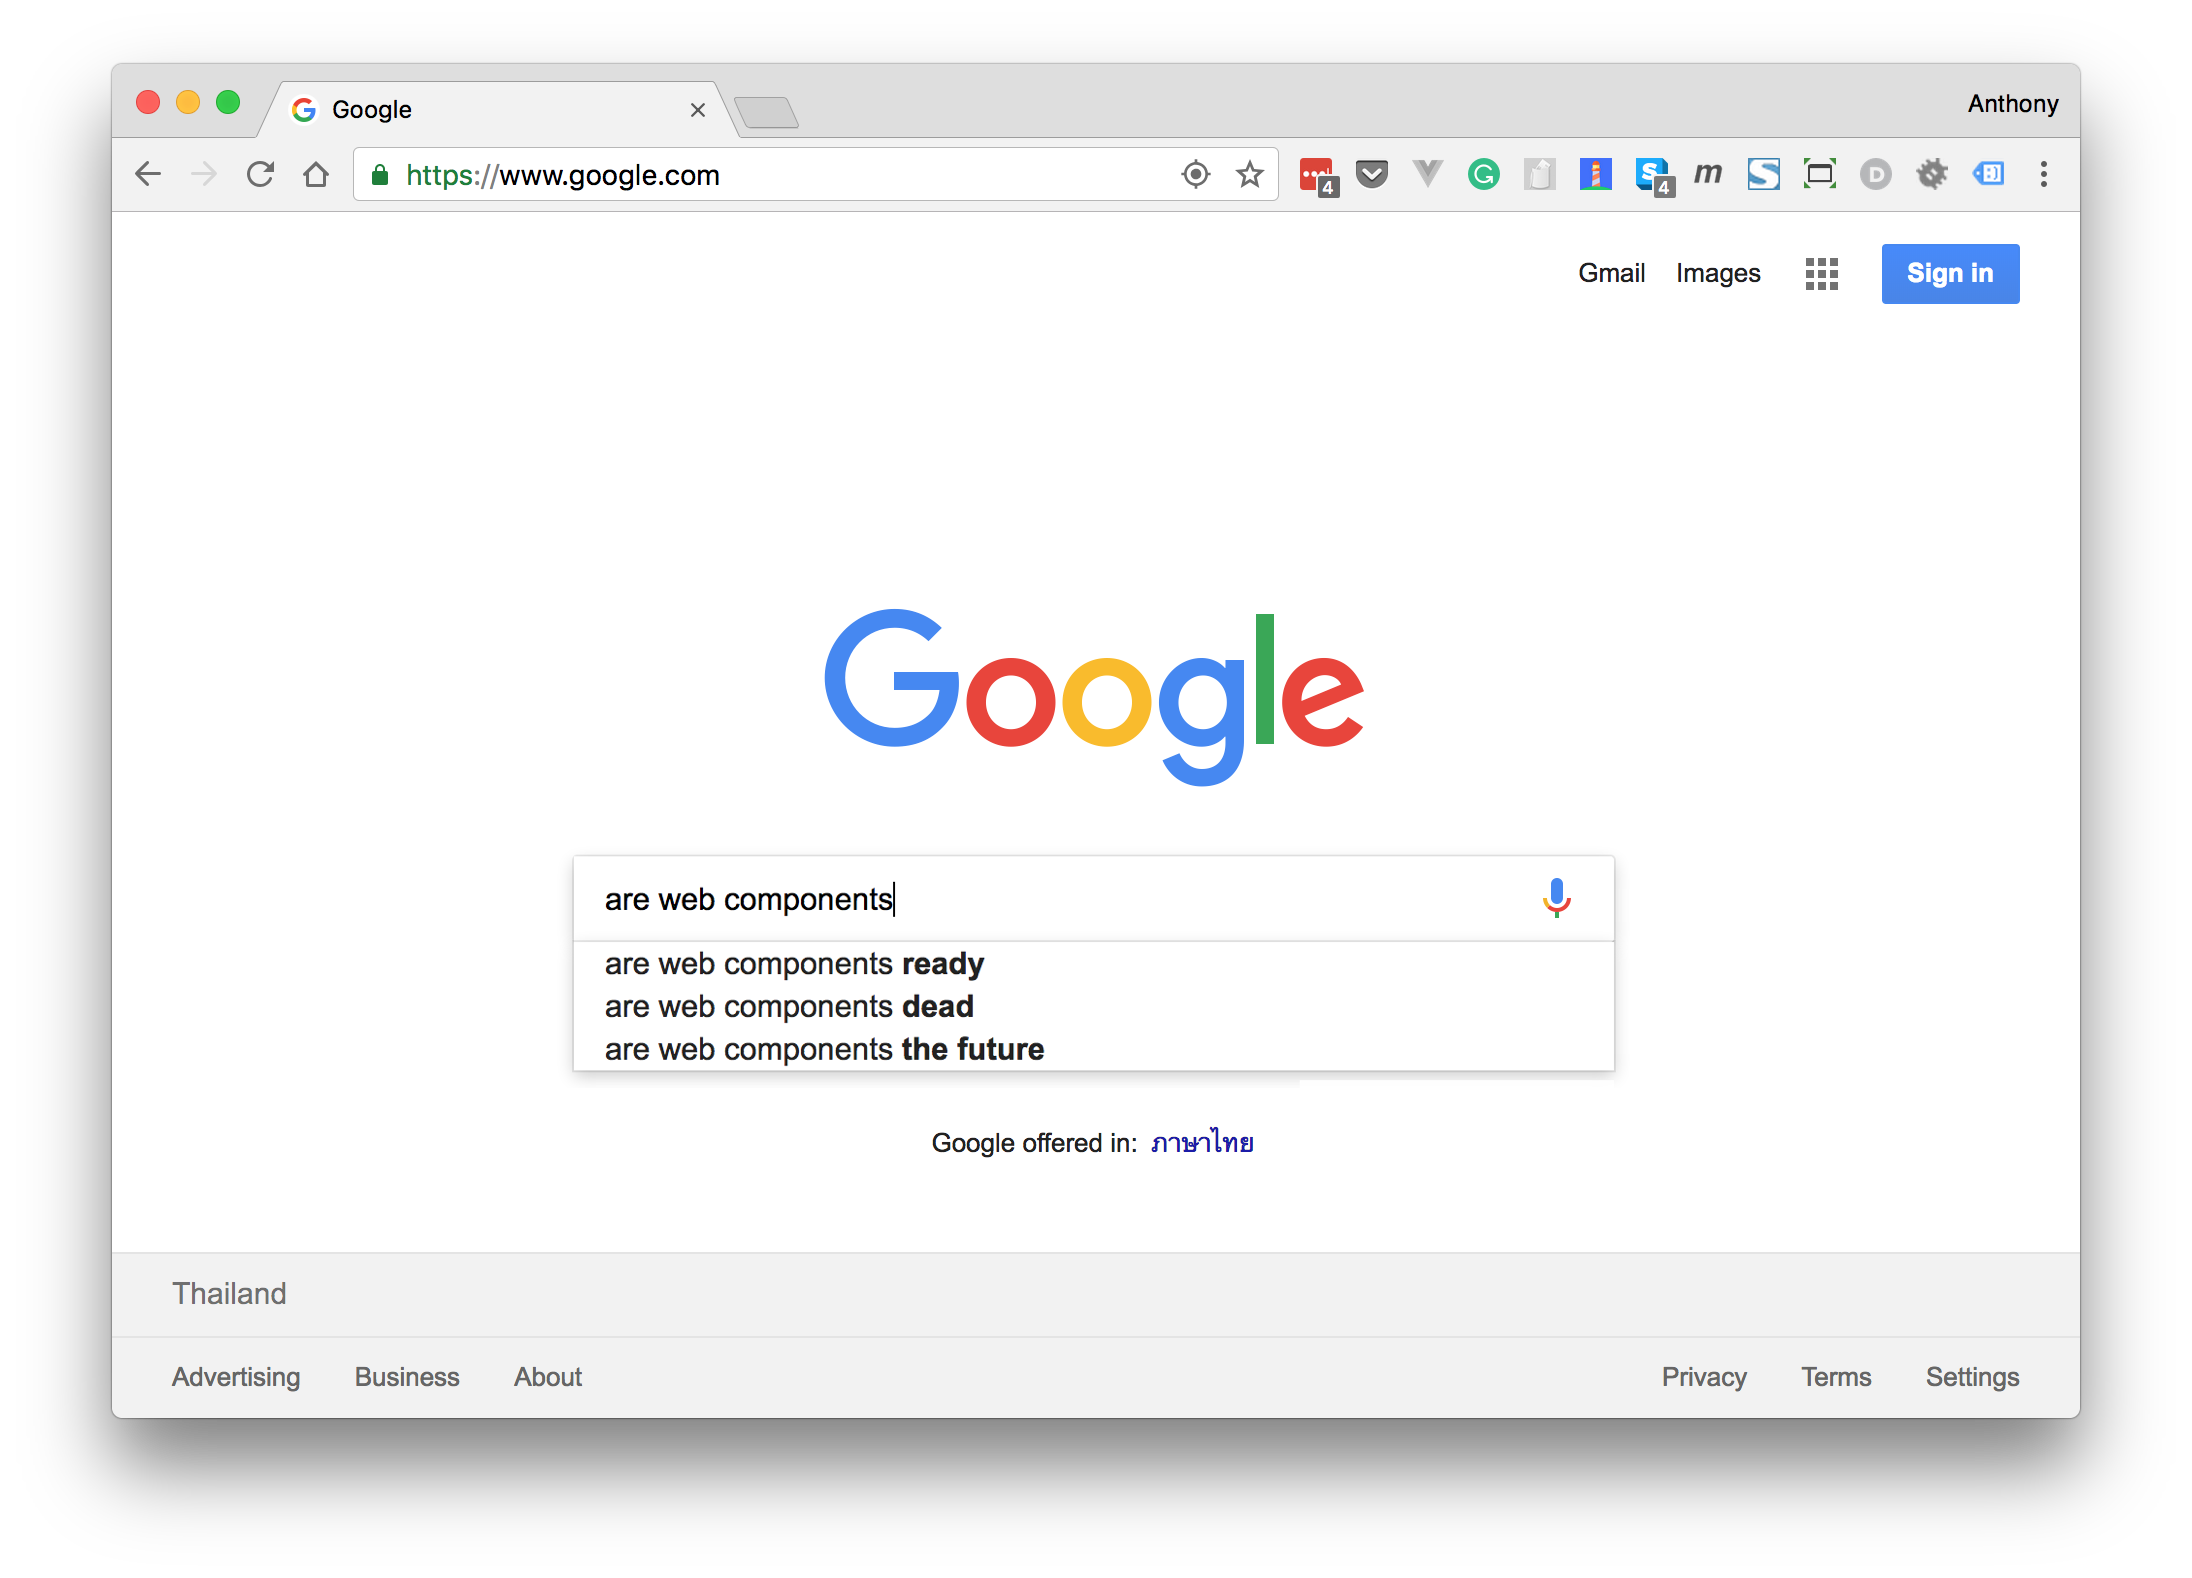 Google
Anthony
https://www.google.com
4
4
m
D
Gmail Images Sign in
Google
are web components
are web components ready
are web components dead
are web components the future
Google offered in: ภาษาไทย
Thailand
Advertising Business About Privacy Terms Settings